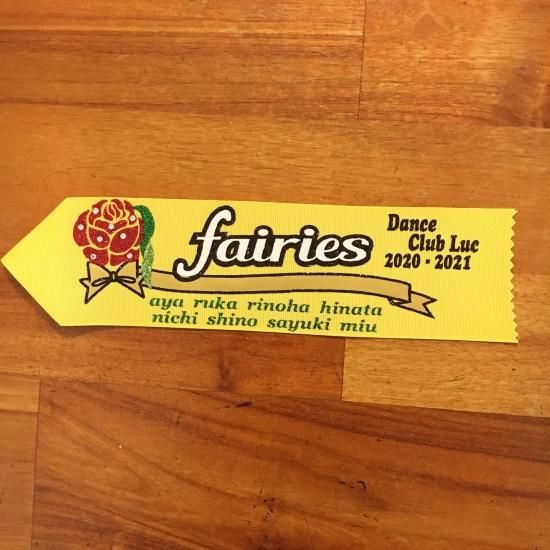 fairies
Dance
Club Luc
2020 - 2021
aya ruka rinoha hinata
nichi shino sayuki miu